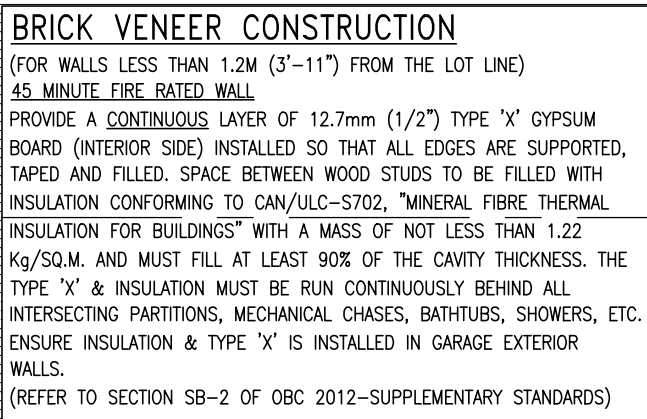 BRICK VENEER CONSTRUCTION
(FOR WALLS LESS THAN 1.2M (3'-11") FROM THE LOT LINE)
45 MINUTE FIRE RATED WALL
PROVIDE A CONTINUOUS LAYER OF 12.7mm (1/2") TYPE 'X' GYPSUM
BOARD (INTERIOR SIDE) INSTALLED SO THAT ALL EDGES ARE SUPPORTED,
TAPED AND FILLED. SPACE BETWEEN WOOD STUDS TO BE FILLED WITH
INSULATION CONFORMING TO CAN/ULC-S702, "MINERAL FIBRE THERMAL
INSULATION FOR BUILDINGS" WITH A MASS OF NOT LESS THAN 1.22
Kg/SQ.M. AND MUST FILL AT LEAST 90% OF THE CAVITY THICKNESS. THE
TYPE 'X' & INSULATION MUST BE RUN CONTINUOUSLY BEHIND ALL
INTERSECTING PARTITIONS, MECHANICAL CHASES, BATHTUBS, SHOWERS, ETC.
ENSURE INSULATION & TYPE 'X' IS INSTALLED IN GARAGE EXTERIOR
WALLS.
(REFER TO SECTION SB-2 OF OBC 2012-SUPPLEMENTARY STANDARDS)